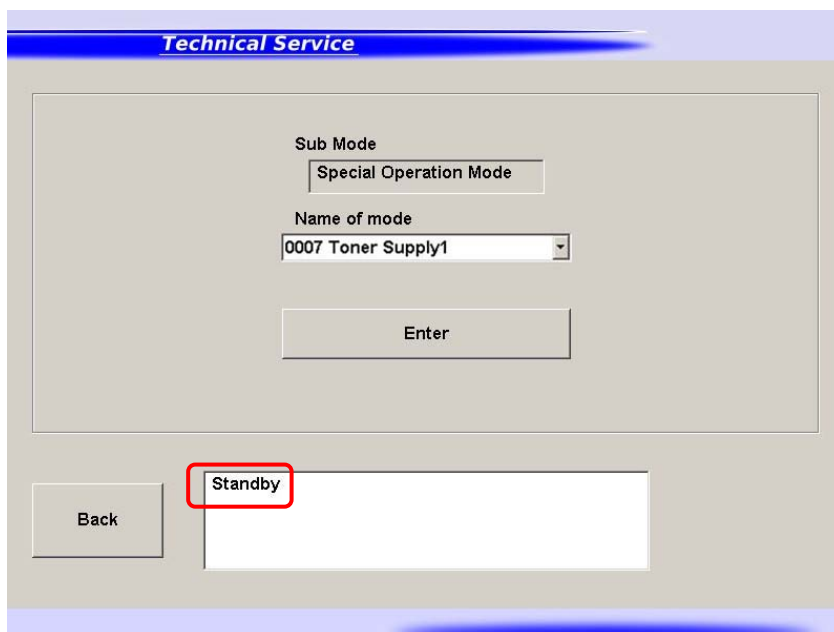 Technical Service
Sub Mode
Special Operation Mode
Name of mode
0007 Toner Supply1
Enter
Standby
Back